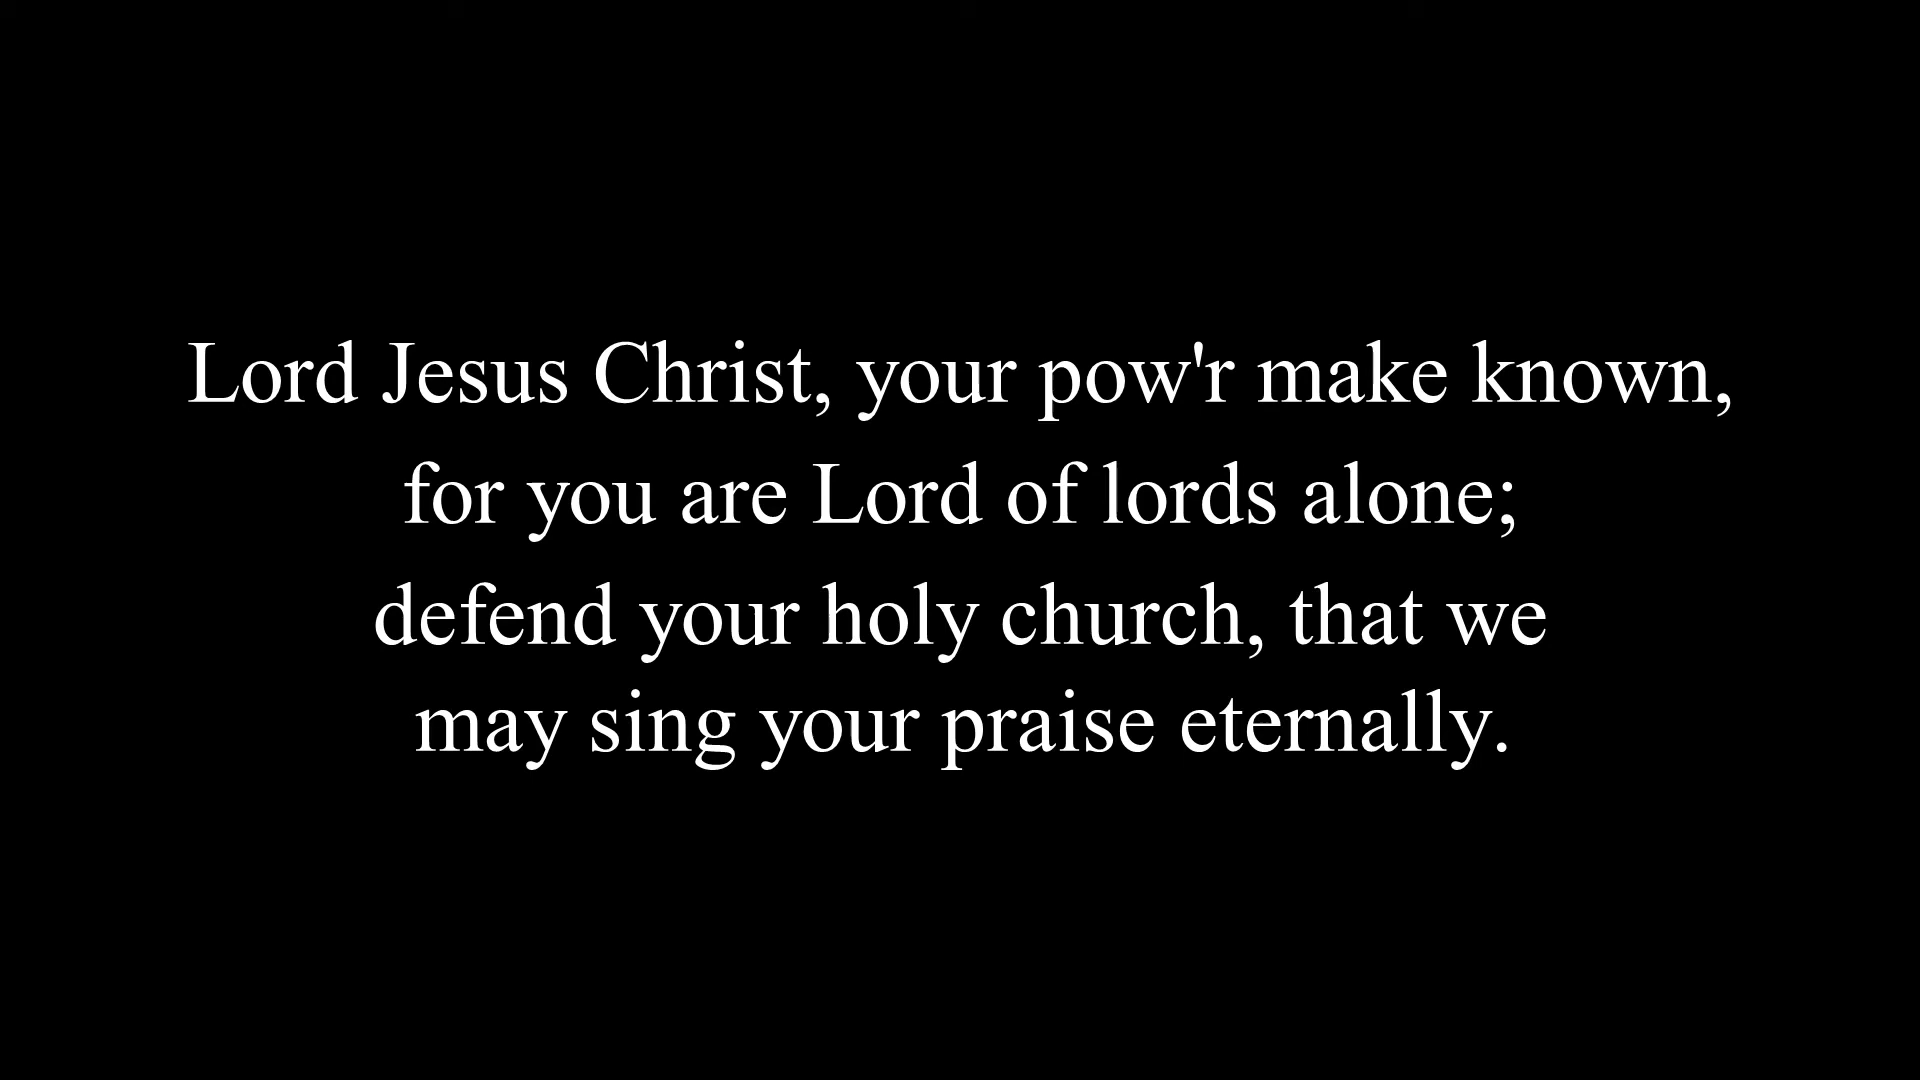 Lord Jesus Christ, your pow'r make known,
for you are Lord of lords alone;
defend your holy church, that we
may sing your praise eternally.